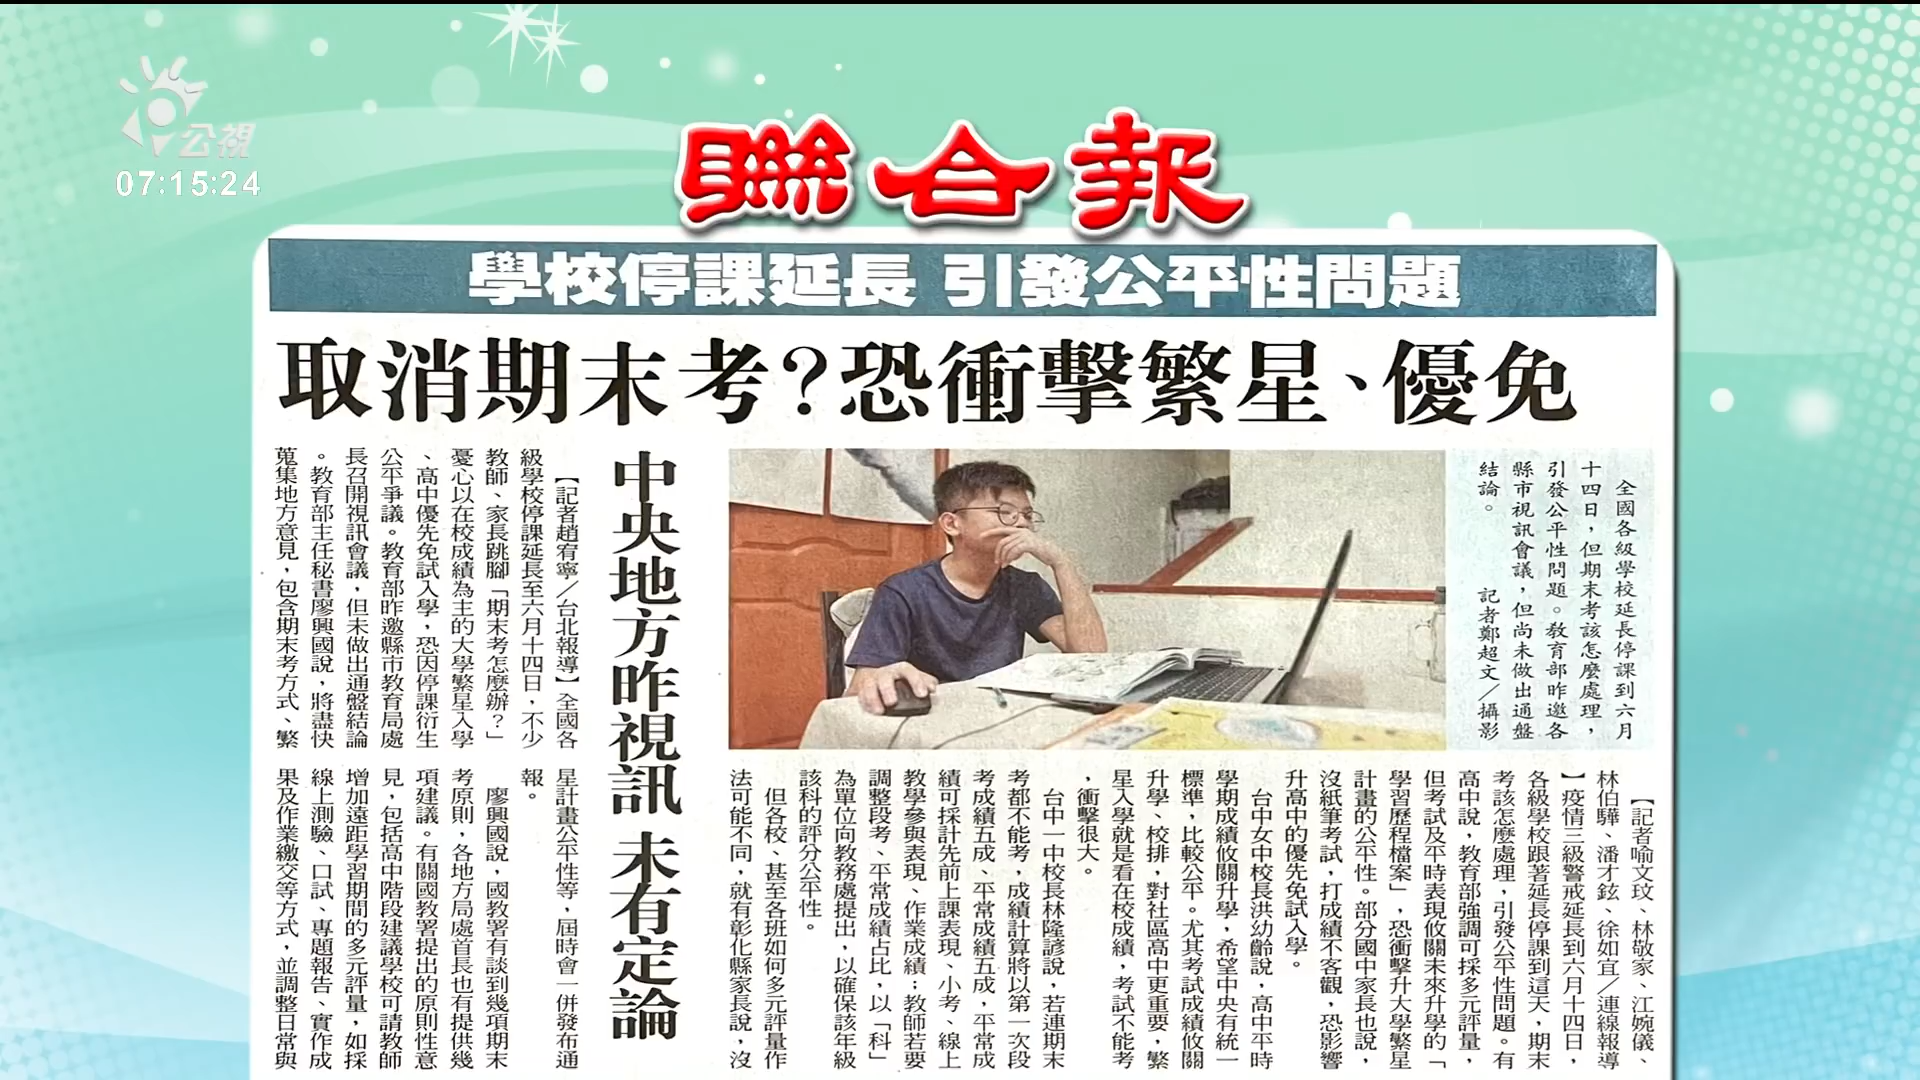 公視
07:15:24
聯合報
學校停課延長 引發公平性問題
取消期末考?恐衝擊繁星、優免
全國各級學校延長停課到六月
十四日,但期末考該怎麼處理,
引發公平性問題。教育部昨邀各
縣市視訊會議,但尚未做出通盤
結論。 記者鄭超文/攝影
【記者喻文玟、林敬家、江婉儀、
林伯驊、潘才鉉、徐如宜/連線報導
】疫情三級警戒延長到六月十四日,
各級學校跟著延長停課到這天,期末
考該怎麼處理,引發公平性問題。有
高中說,教育部強調可採多元評量,
但考試及平時表現攸關未來升學的「
學習歷程檔案」,恐衝擊升大學繁星
計畫的公平性。部分國中家長也說,
沒紙筆考試,打成績不客觀,恐影響
升高中的優先免試入學。
台中女中校長洪幼齡說,高中平時
學期成績攸關升學,希望中央有統一
標準,比較公平。尤其考試成績攸關
升學、校排,對社區高中更重要,繁
星入學就是看在校成績,考試不能考
,衝擊很大。
台中一中校長林隆諺說,若連期末
考都不能考,成績計算將以第一次段
考成績五成、平常成績五成,平常成
績可採計先前上課表現、小考、線上
教學參與表現、作業成績;教師若要
調整段考、平常成績占比,以「科」
為單位向教務處提出,以確保該年級
該科的評分公平性。
但各校、甚至各班如何多元評量作
法可能不同,就有彰化縣家長說,沒
中央地方昨視訊 未有定論
【記者趙宥寧/台北報導】全國各
級學校停課延長至六月十四日,不少
教師、家長跳腳「期末考怎麼辦?」
憂心以在校成績為主的大學繁星入學
、高中優先免試入學,恐因停課衍生
公平爭議。教育部昨邀縣市教育局處
長召開視訊會議,但未做出通盤結論
。教育部主任秘書廖興國說,將盡快
蒐集地方意見,包含期末考方式、繁
星計畫公平性等,屆時會一併發布通
報。
廖興國說,國教署有談到幾項期末
考原則,各地方局處首長也有提供幾
項建議。有關國教署提出的原則性意
見,包括高中階段建議學校可請教師
增加遠距學習期間的多元評量,如採
線上測驗、口試、專題報告、實作成
果及作業繳交等方式,並調整日常與